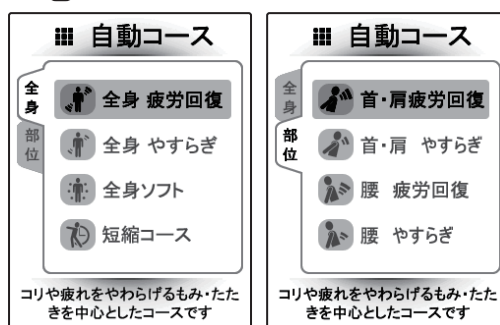 自動コース
全身
部位
全身 疲労回復
全身 やすらぎ
全身ソフト
短縮コース
コリや疲れをやわらげるもみ・たた
きを中心としたコースです
自動コース
全身
部位
首・肩疲労回復
首・肩 やすらぎ
腰 疲労回復
腰 やすらぎ
コリや疲れをやわらげるもみ・たた
きを中心としたコースです